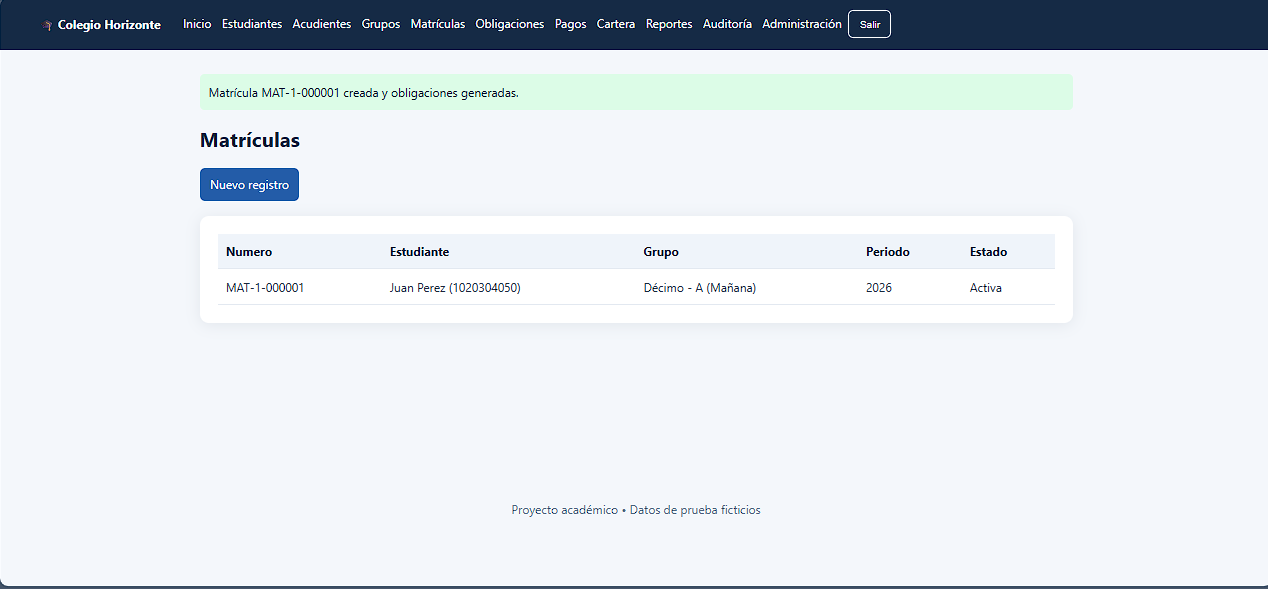 Colegio Horizonte Inicio Estudiantes Acudientes Grupos Matrículas Obligaciones Pagos Cartera Reportes Auditoría Administración Salir
Matrícula MAT-1-000001 creada y obligaciones generadas.
Matrículas
Nuevo registro
Numero Estudiante Grupo Periodo Estado
MAT-1-000001 Juan Perez (1020304050) Décimo - A (Mañana) 2026 Activa
Proyecto académico • Datos de prueba ficticios